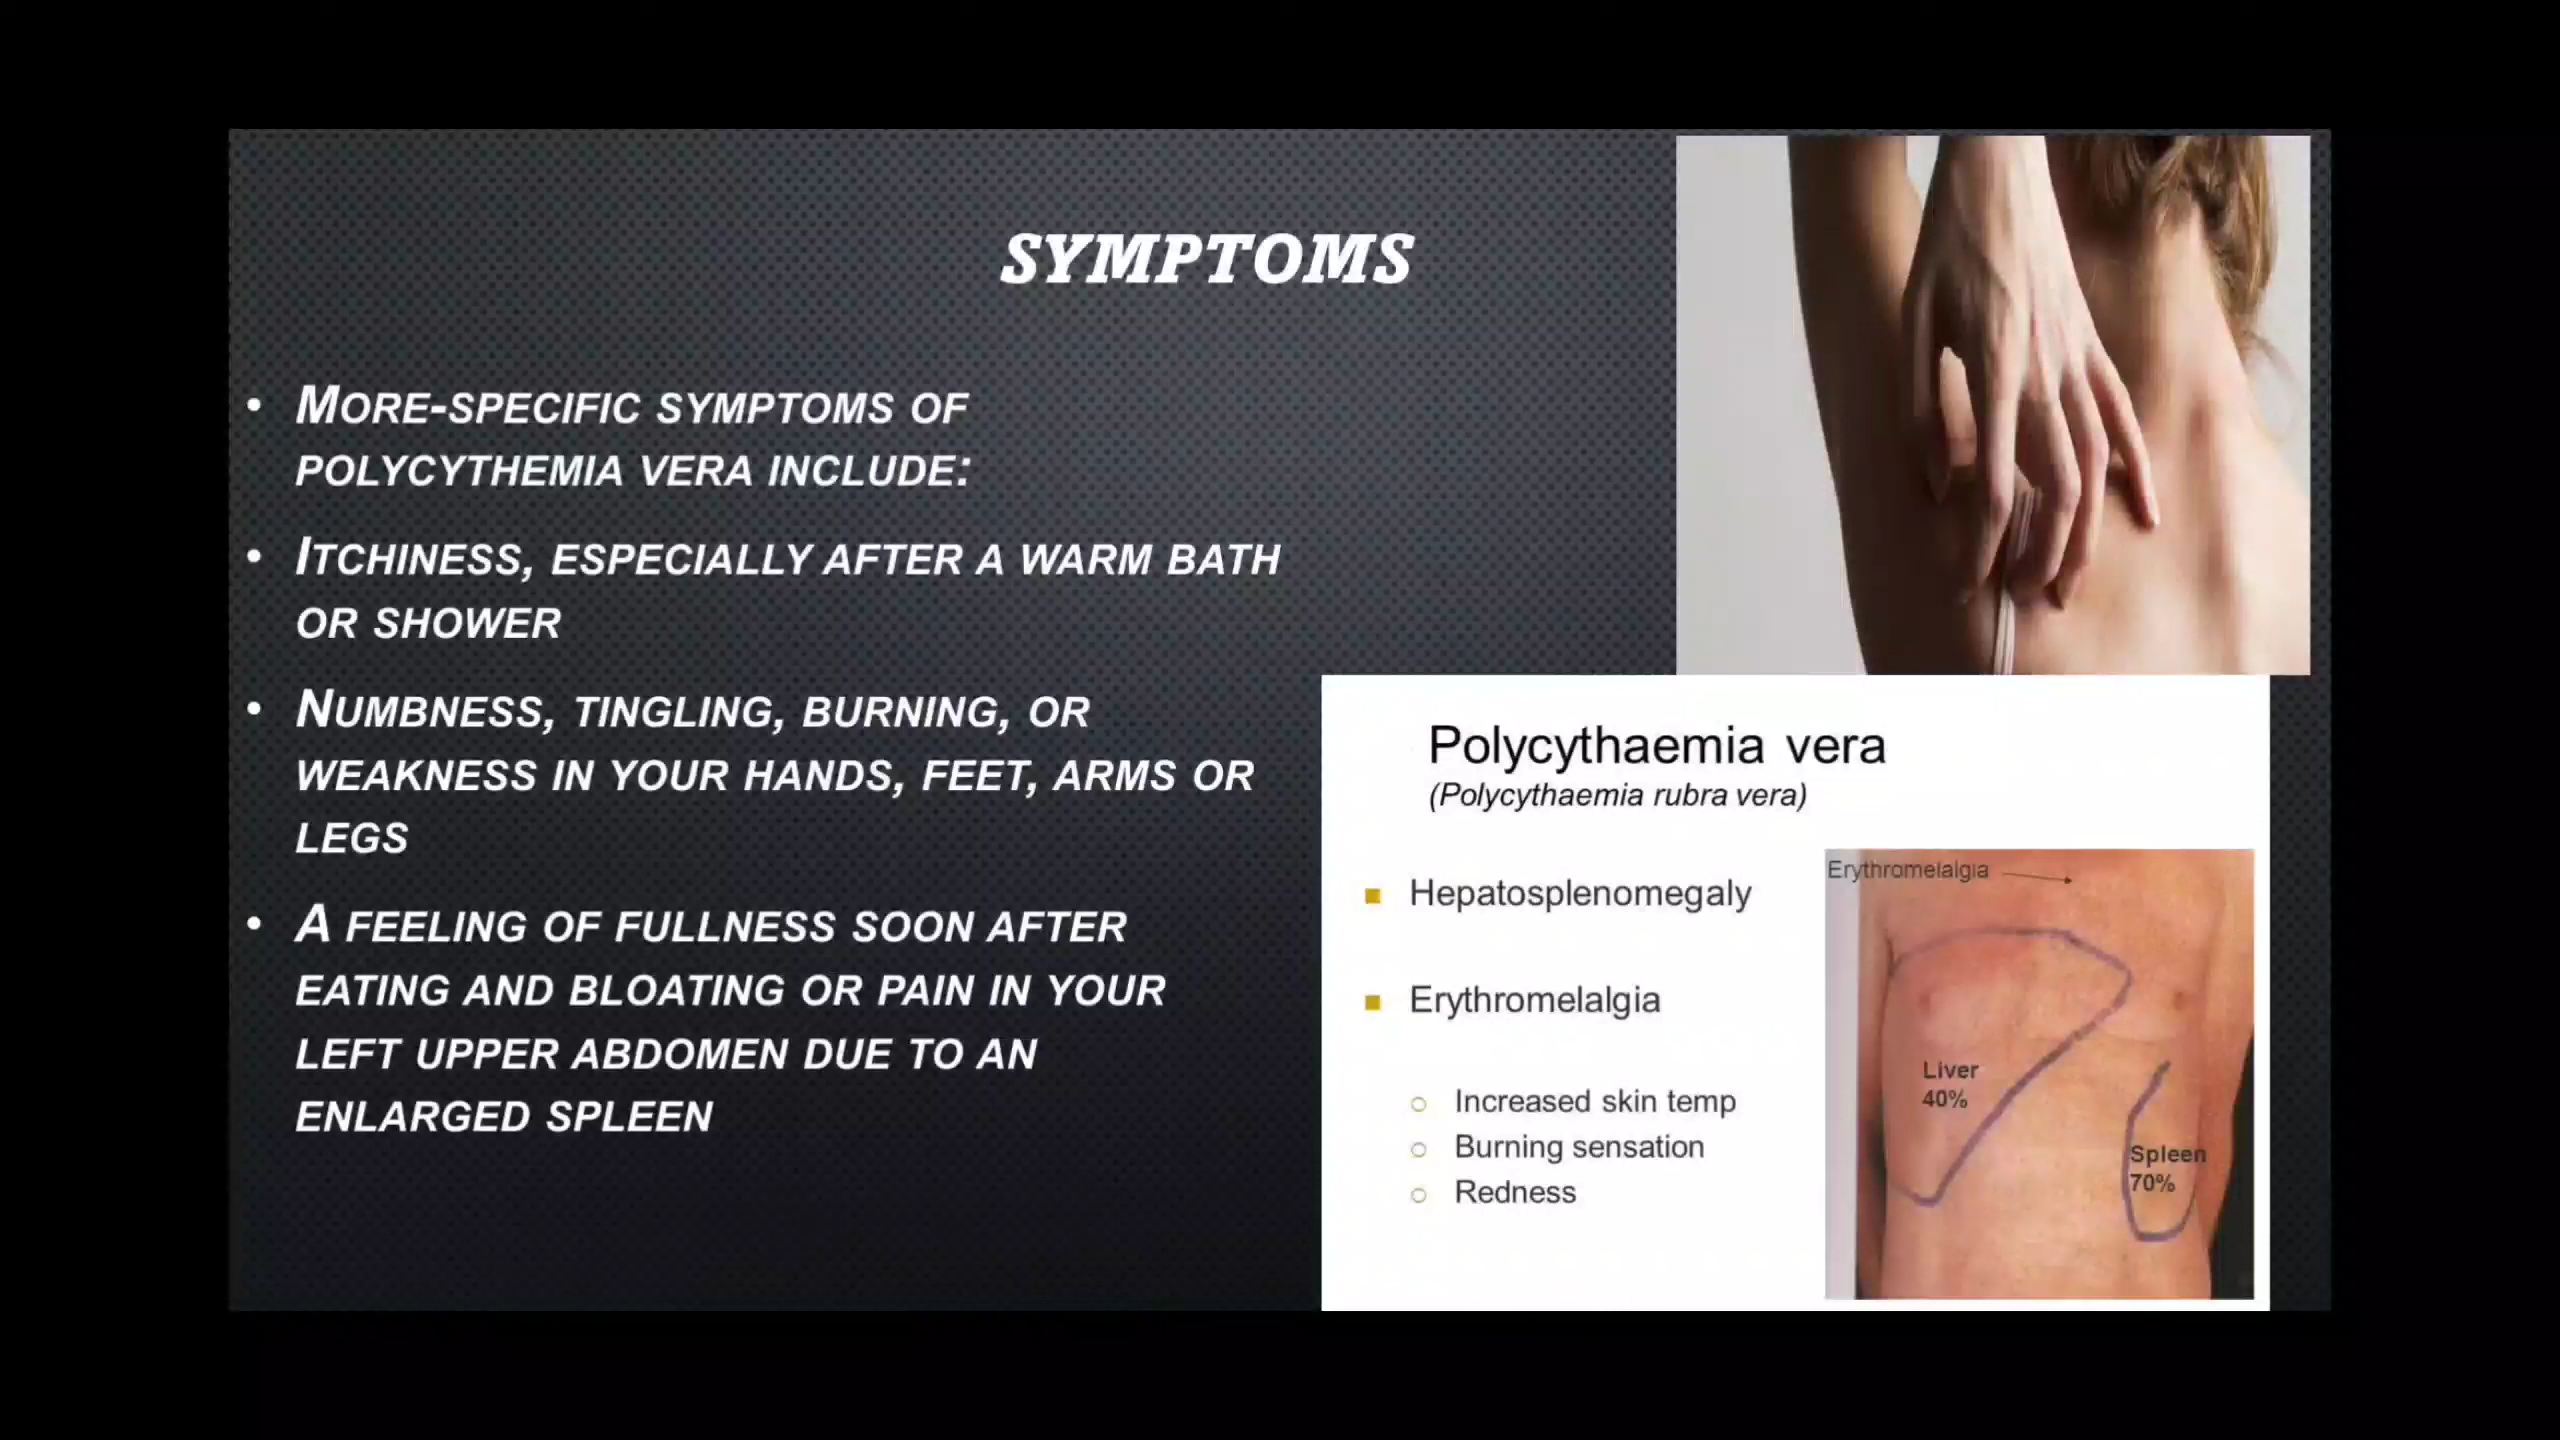 SYMPTOMS
• MORE-SPECIFIC SYMPTOMS OF
POLYCYTHEMIA VERA INCLUDE:
• ITCHINESS, ESPECIALLY AFTER A WARM BATH
OR SHOWER
• NUMBNESS, TINGLING, BURNING, OR
WEAKNESS IN YOUR HANDS, FEET, ARMS OR
LEGS
• A FEELING OF FULLNESS SOON AFTER
EATING AND BLOATING OR PAIN IN YOUR
LEFT UPPER ABDOMEN DUE TO AN
ENLARGED SPLEEN
Polycythaemia vera
(Polycythaemia rubra vera)
Hepatosplenomegaly
Erythromelalgia
Increased skin temp
Burning sensation
Redness
Erythromelalgia
Liver
40%
Spleen
70%